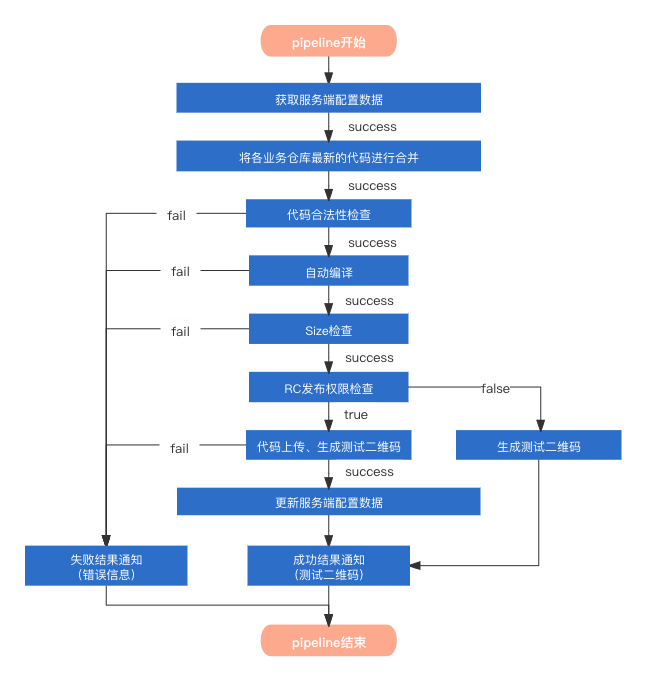 pipeline开始
获取服务端配置数据
success
将各业务仓库最新的代码进行合并
success
代码合法性检查
fail
success
自动编译
fail
success
Size检查
fail
success
RC发布权限检查
false
true
代码上传、生成测试二维码
fail
生成测试二维码
success
更新服务端配置数据
失败结果通知
(错误信息)
成功结果通知
(测试二维码)
pipeline结束